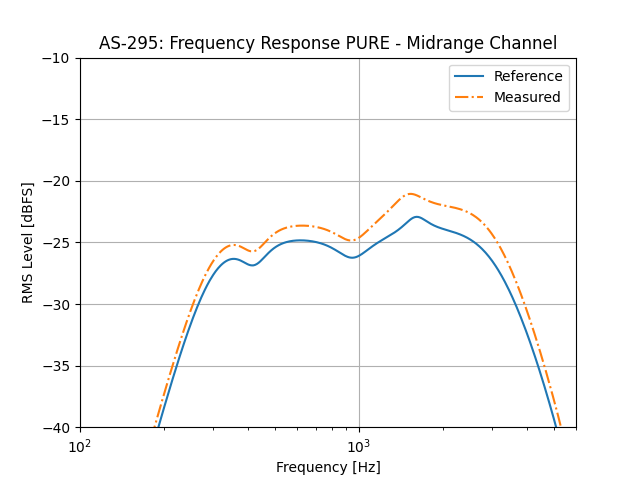 AS-295: Frequency Response PURE - Midrange Channel
Reference
Measured
RMS Level [dBFS]
−10
−15
−20
−25
−30
−35
−40
10²
10³
Frequency [Hz]